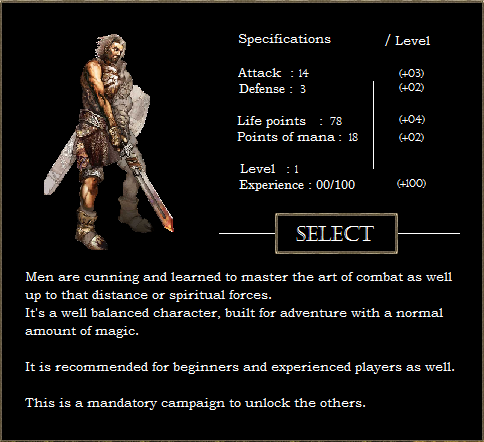 Specifications / Level
Attack : 14 (+03)
Defense : 3 (+02)
Life points : 78 (+04)
Points of mana : 18 (+02)
Level : 1
Experience : 00/100 (+100)
SELECT
Men are cunning and learned to master the art of combat as well
up to that distance or spiritual forces.
It's a well balanced character, built for adventure with a normal
amount of magic.
It is recommended for beginners and experienced players as well.
This is a mandatory campaign to unlock the others.